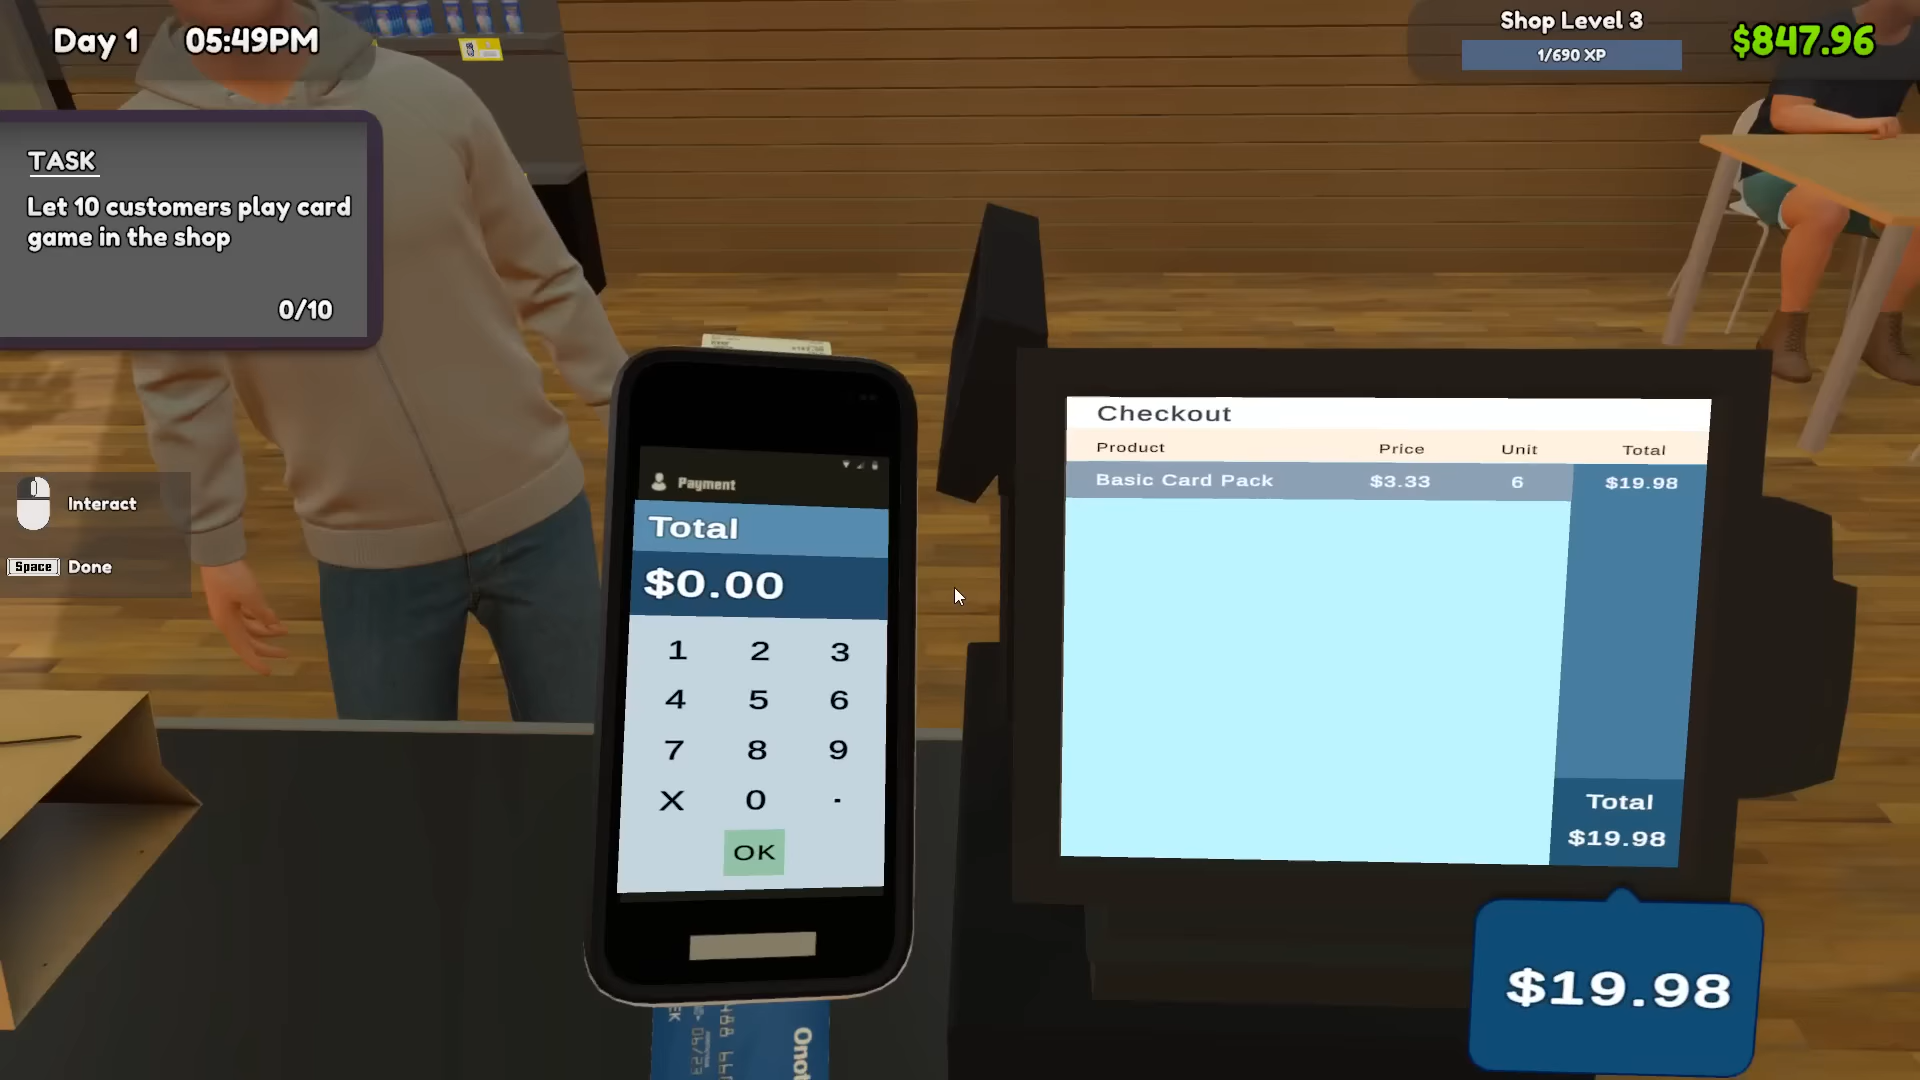 Day 1 05:49PM
Shop Level 3
1/690 XP
$847.96
TASK
Let 10 customers play card
game in the shop
0/10
Interact
Space Done
Payment
Total
$0.00
1 2 3
4 5 6
7 8 9
X 0 .
OK
Checkout
Product Price Unit Total
Basic Card Pack $3.33 6 $19.98
Total
$19.98
$19.98